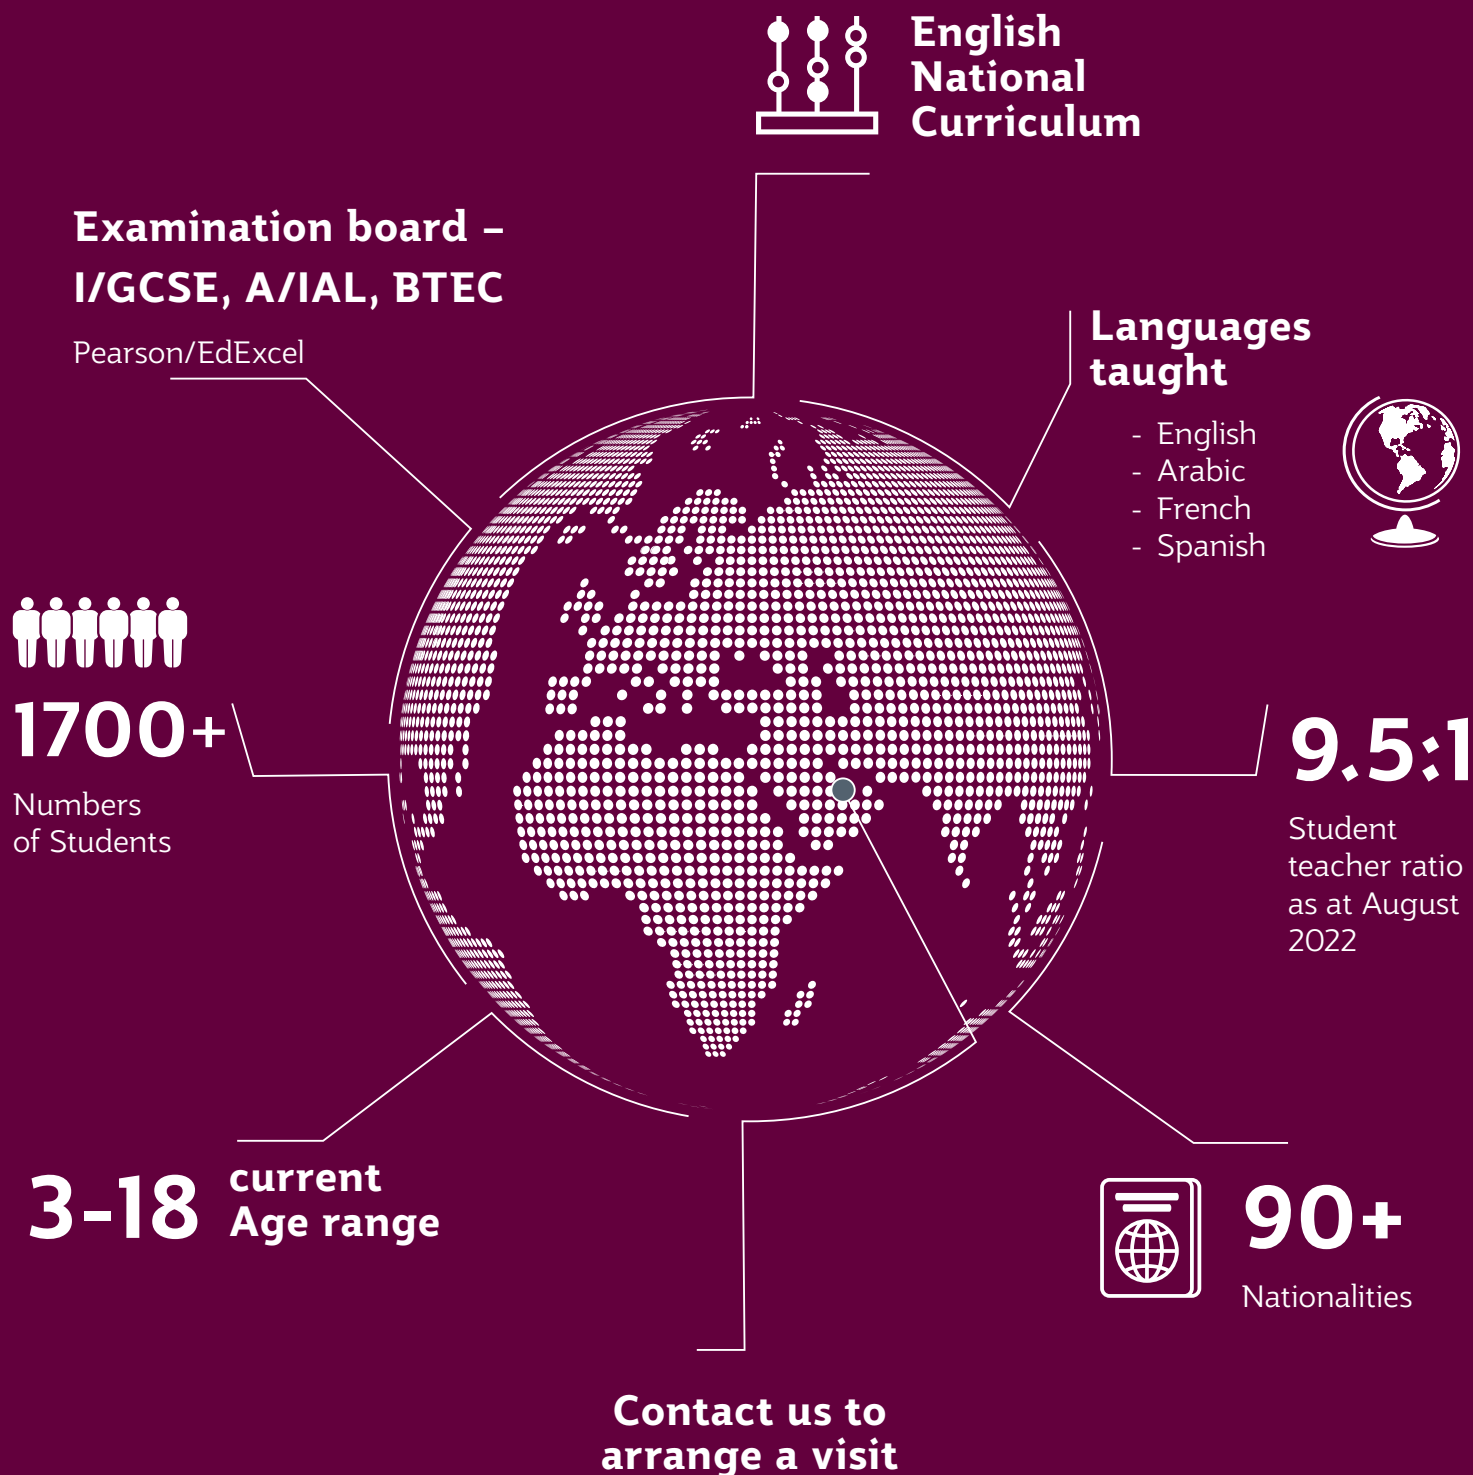 English
National
Curriculum
Examination board –
I/GCSE, A/IAL, BTEC
Pearson/EdExcel
Languages
taught
- English
- Arabic
- French
- Spanish
1700+
Numbers
of Students
9.5:1
Student
teacher ratio
as at August
2022
3-18
current
Age range
90+
Nationalities
Contact us to
arrange a visit